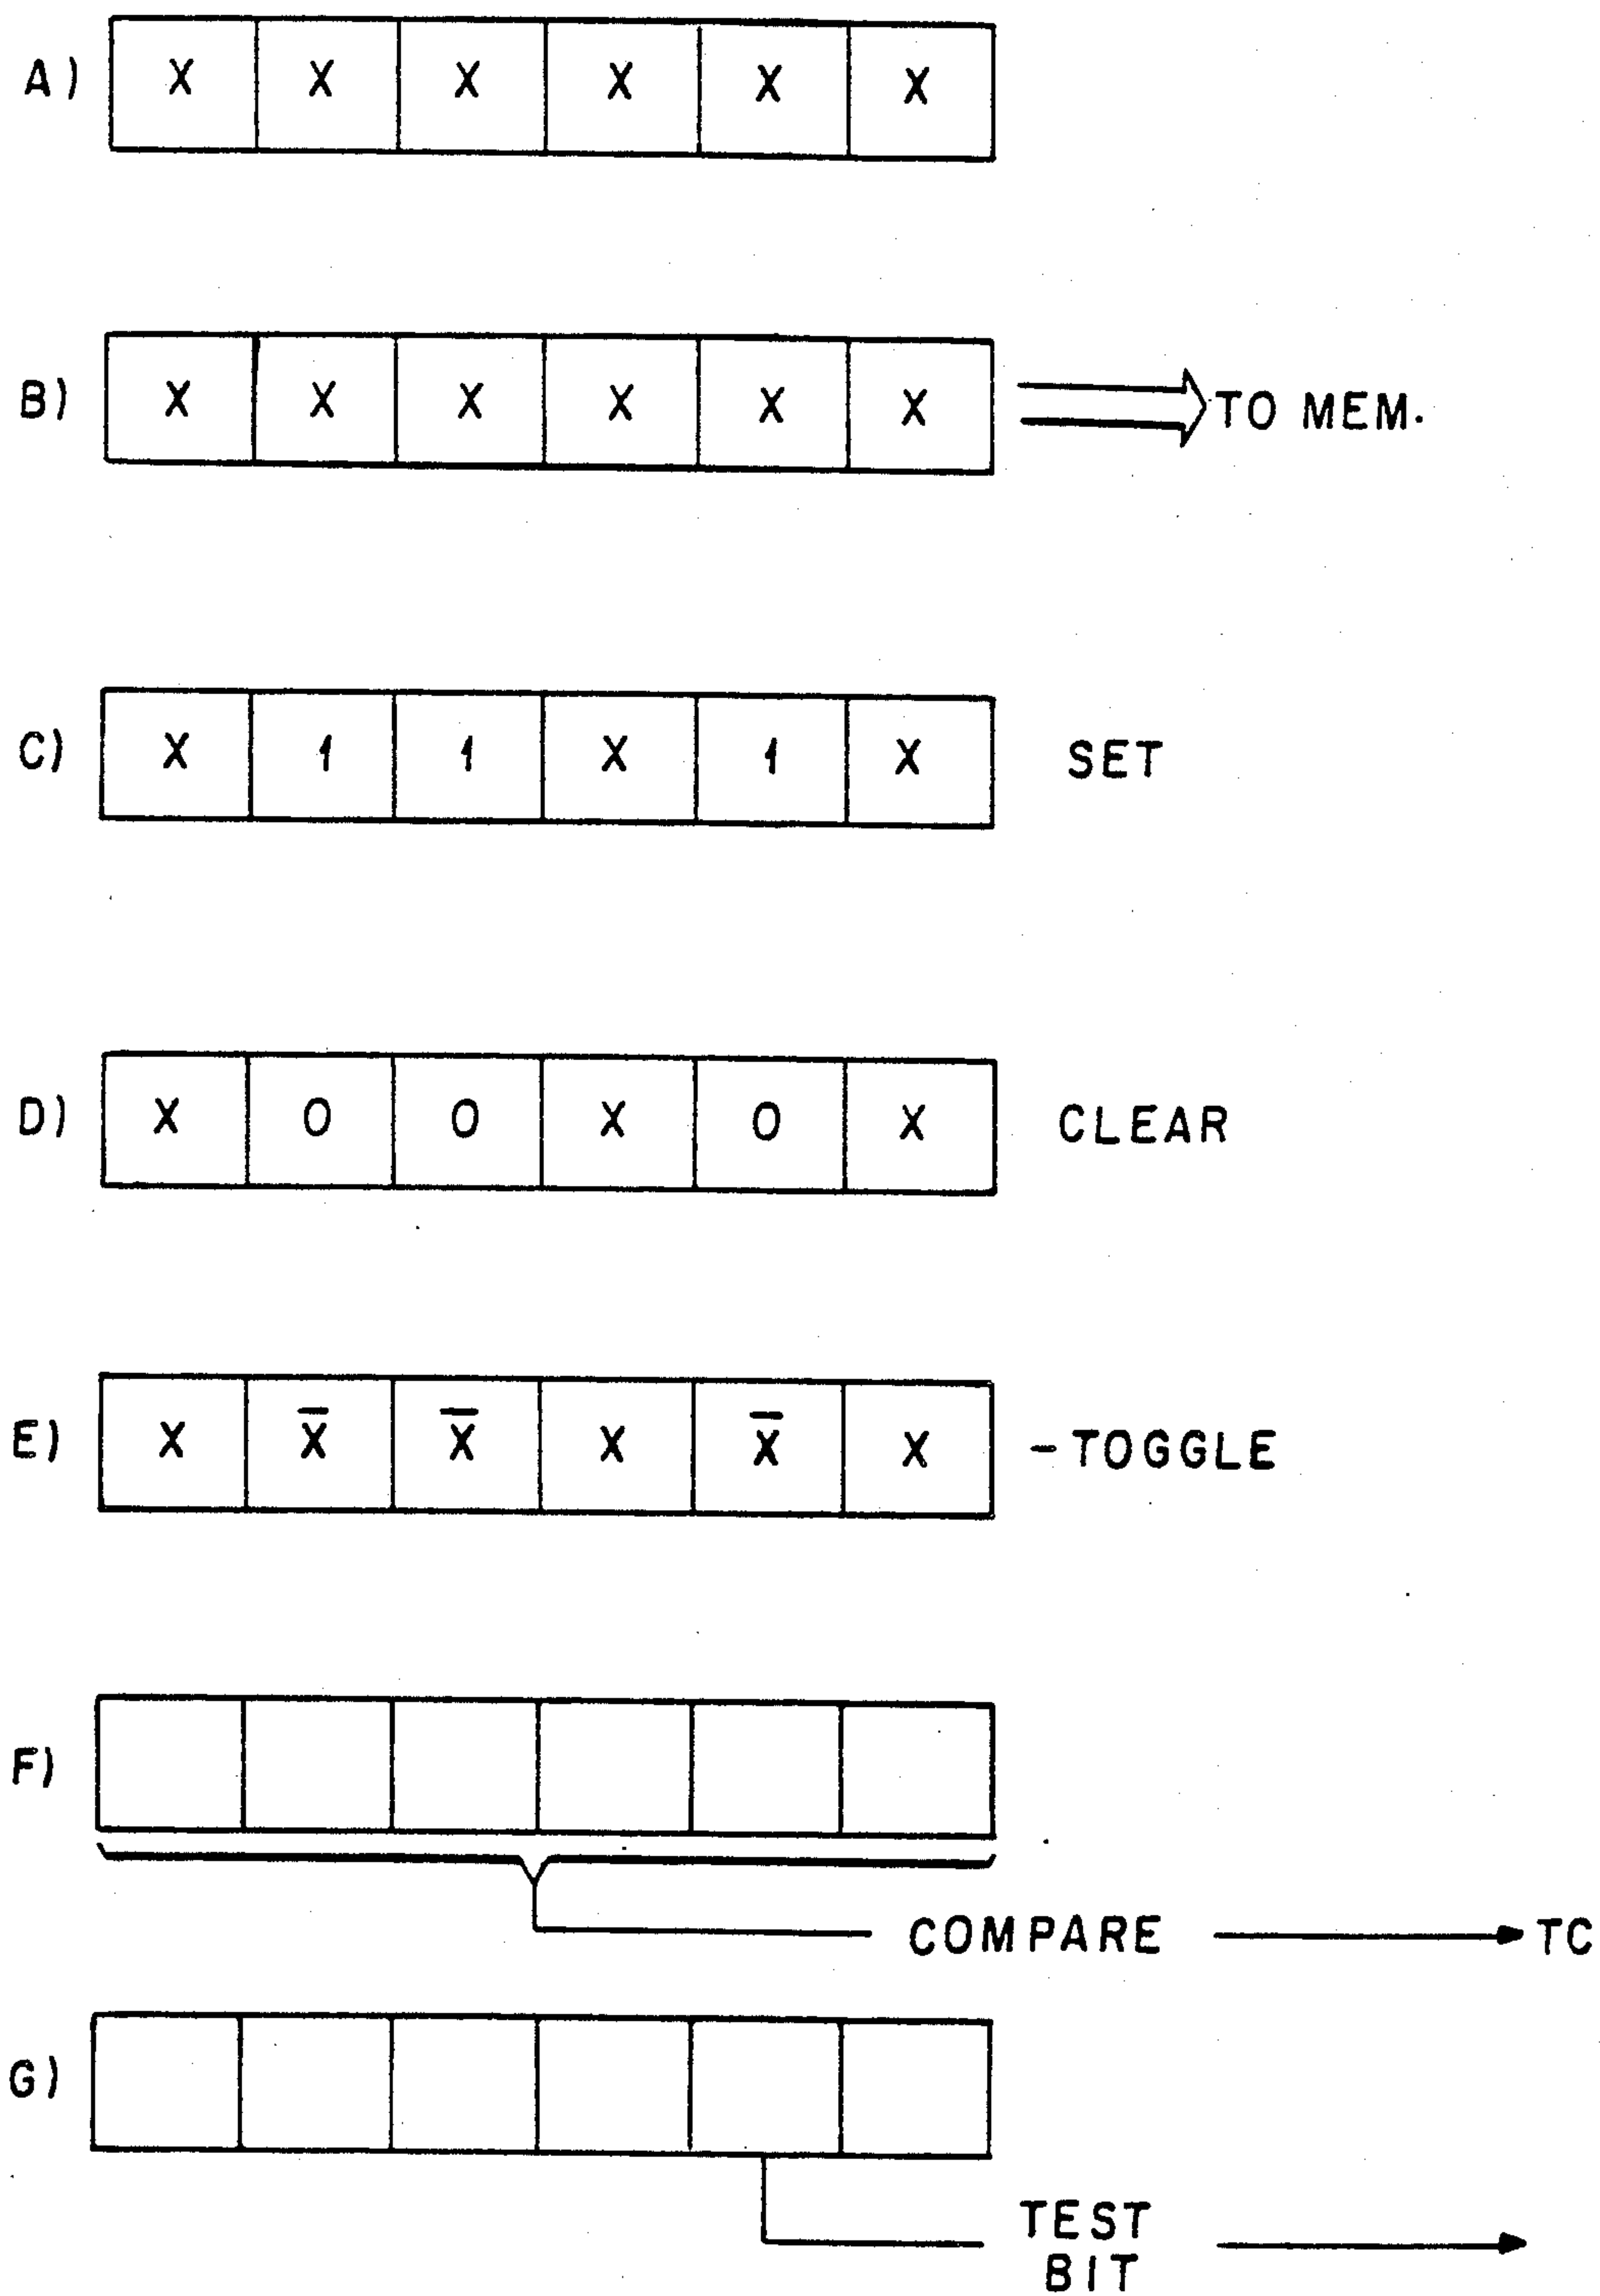 A) X X X X X X
B) X X X X X X TO MEM.
C) X 1 1 X 1 X SET
D) X 0 0 X 0 X CLEAR
E) X X̅ X̅ X X̅ X - TOGGLE
F)
COMPARE TC
G)
TEST
BIT